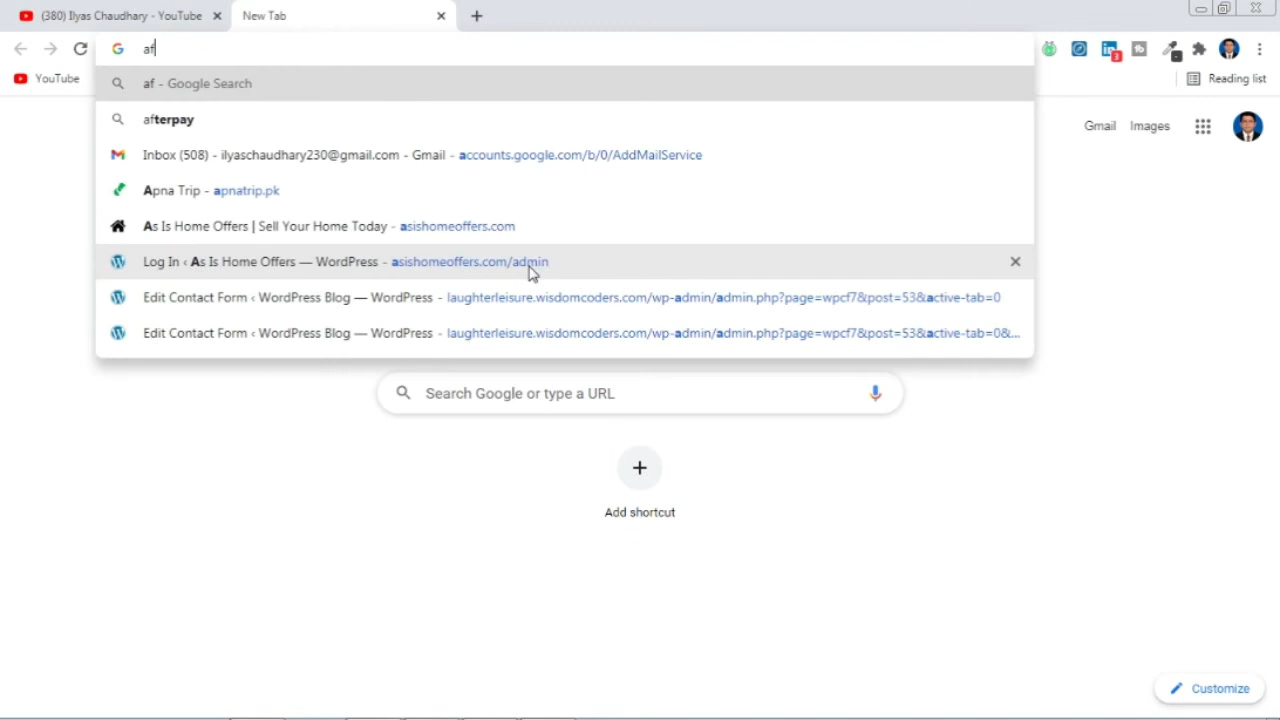 (380) Ilyas Chaudhary - YouTube
New Tab
af
3
YouTube
Reading list
af - Google Search
afterpay
Inbox (508) - ilyaschaudhary230@gmail.com - Gmail - accounts.google.com/b/0/AddMailService
Apna Trip - apnatrip.pk
As Is Home Offers | Sell Your Home Today - asishomeoffers.com
Log In ‹ As Is Home Offers — WordPress - asishomeoffers.com/admin
Edit Contact Form ‹ WordPress Blog — WordPress - laughterleisure.wisdomcoders.com/wp-admin/admin.php?page=wpcf7&post=53&active-tab=0
Edit Contact Form ‹ WordPress Blog — WordPress - laughterleisure.wisdomcoders.com/wp-admin/admin.php?page=wpcf7&post=53&active-tab=0&...
Gmail
Images
Search Google or type a URL
Add shortcut
Customize